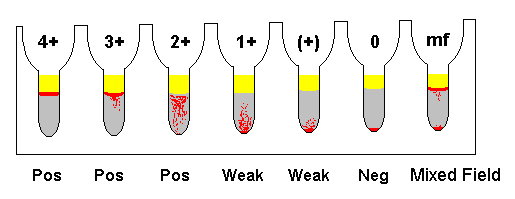 4+ 3+ 2+ 1+ (+) 0 mf
Pos Pos Pos Weak Weak Neg Mixed Field